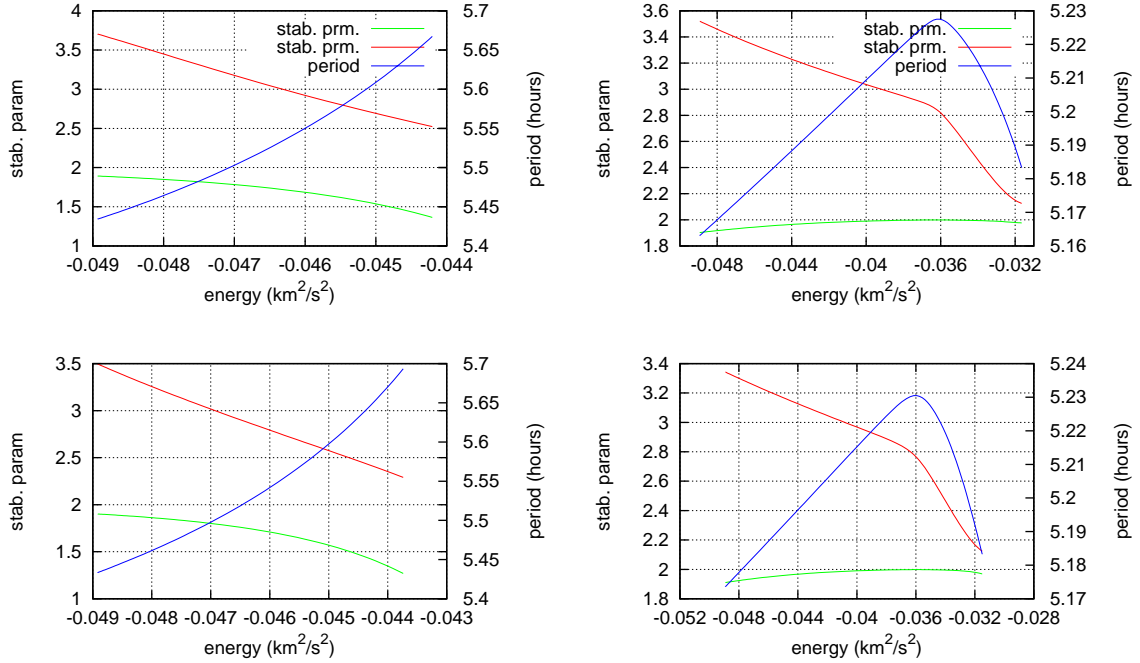 stab. param
4
3.5
3
2.5
2
1.5
1
-0.049 -0.048 -0.047 -0.046 -0.045 -0.044
energy (km²/s²)
5.7
5.65
5.6
5.55
5.5
5.45
5.4
period (hours)
stab. prm.
stab. prm.
period
stab. param
3.6
3.4
3.2
3
2.8
2.6
2.4
2.2
2
1.8
-0.048 -0.044 -0.04 -0.036 -0.032
energy (km²/s²)
5.23
5.22
5.21
5.2
5.19
5.18
5.17
5.16
period (hours)
stab. prm.
stab. prm.
period
stab. param
3.5
3
2.5
2
1.5
1
-0.049 -0.048 -0.047 -0.046 -0.045 -0.044 -0.043
energy (km²/s²)
5.7
5.65
5.6
5.55
5.5
5.45
5.4
period (hours)
stab. param
3.4
3.2
3
2.8
2.6
2.4
2.2
2
1.8
-0.052 -0.048 -0.044 -0.04 -0.036 -0.032 -0.028
energy (km²/s²)
5.24
5.23
5.22
5.21
5.2
5.19
5.18
5.17
period (hours)